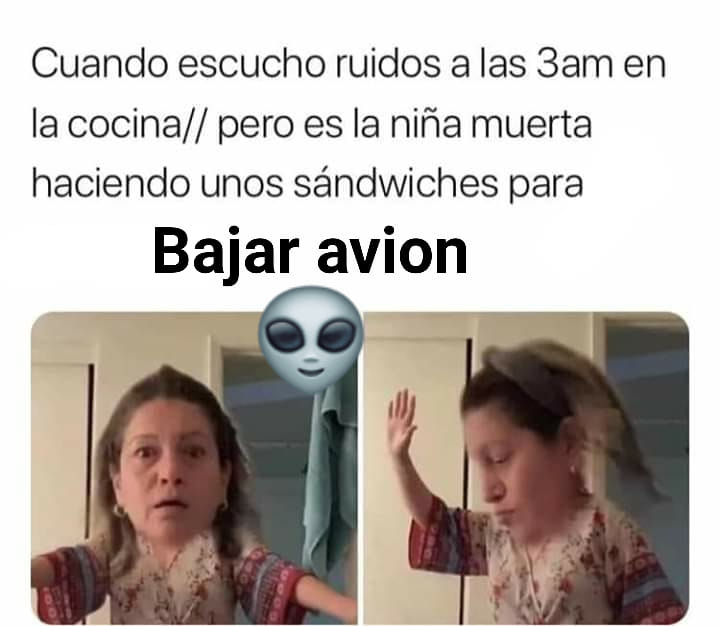 Cuando escucho ruidos a las 3am en
la cocina// pero es la niña muerta
haciendo unos sándwiches para
Bajar avion